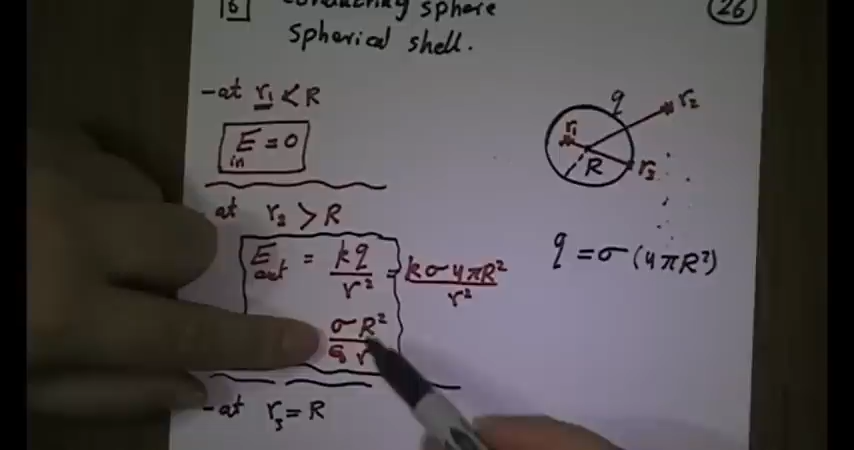 6 conducting sphere
26
spherical shell.
- at r₁ < R
E in = 0
at r₂ > R
E out = kq/r² = kσ4πR²/r²
σR²/ε₀ r
- at r₃ = R
q
r₂
r₁
R
r₃
q = σ(4πR²)